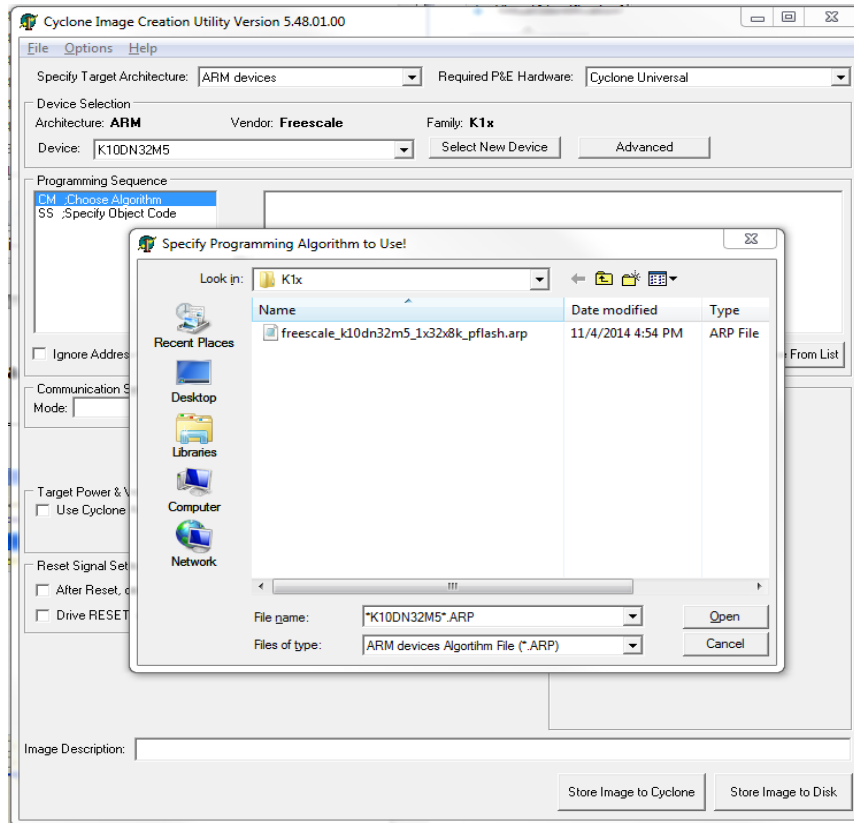 Cyclone Image Creation Utility Version 5.48.01.00
File Options Help
Specify Target Architecture: ARM devices Required P&E Hardware: Cyclone Universal
Device Selection
Architecture: ARM Vendor: Freescale Family: K1x
Device: K10DN32M5 Select New Device Advanced
Programming Sequence
CM ;Choose Algorithm
SS ;Specify Object Code
Specify Programming Algorithm to Use!
Look in: K1x
Name Date modified Type
freescale_k10dn32m5_1x32x8k_pflash.arp 11/4/2014 4:54 PM ARP File
Recent Places
Desktop
Libraries
Computer
Network
Ignore Addre
From List
Communication S
Mode:
Target Power & V
Use Cyclone
Reset Signal Set
After Reset, d
Drive RESET
File name: *K10DN32M5*.ARP Open
Files of type: ARM devices Algortihm File (*.ARP) Cancel
Image Description:
Store Image to Cyclone Store Image to Disk